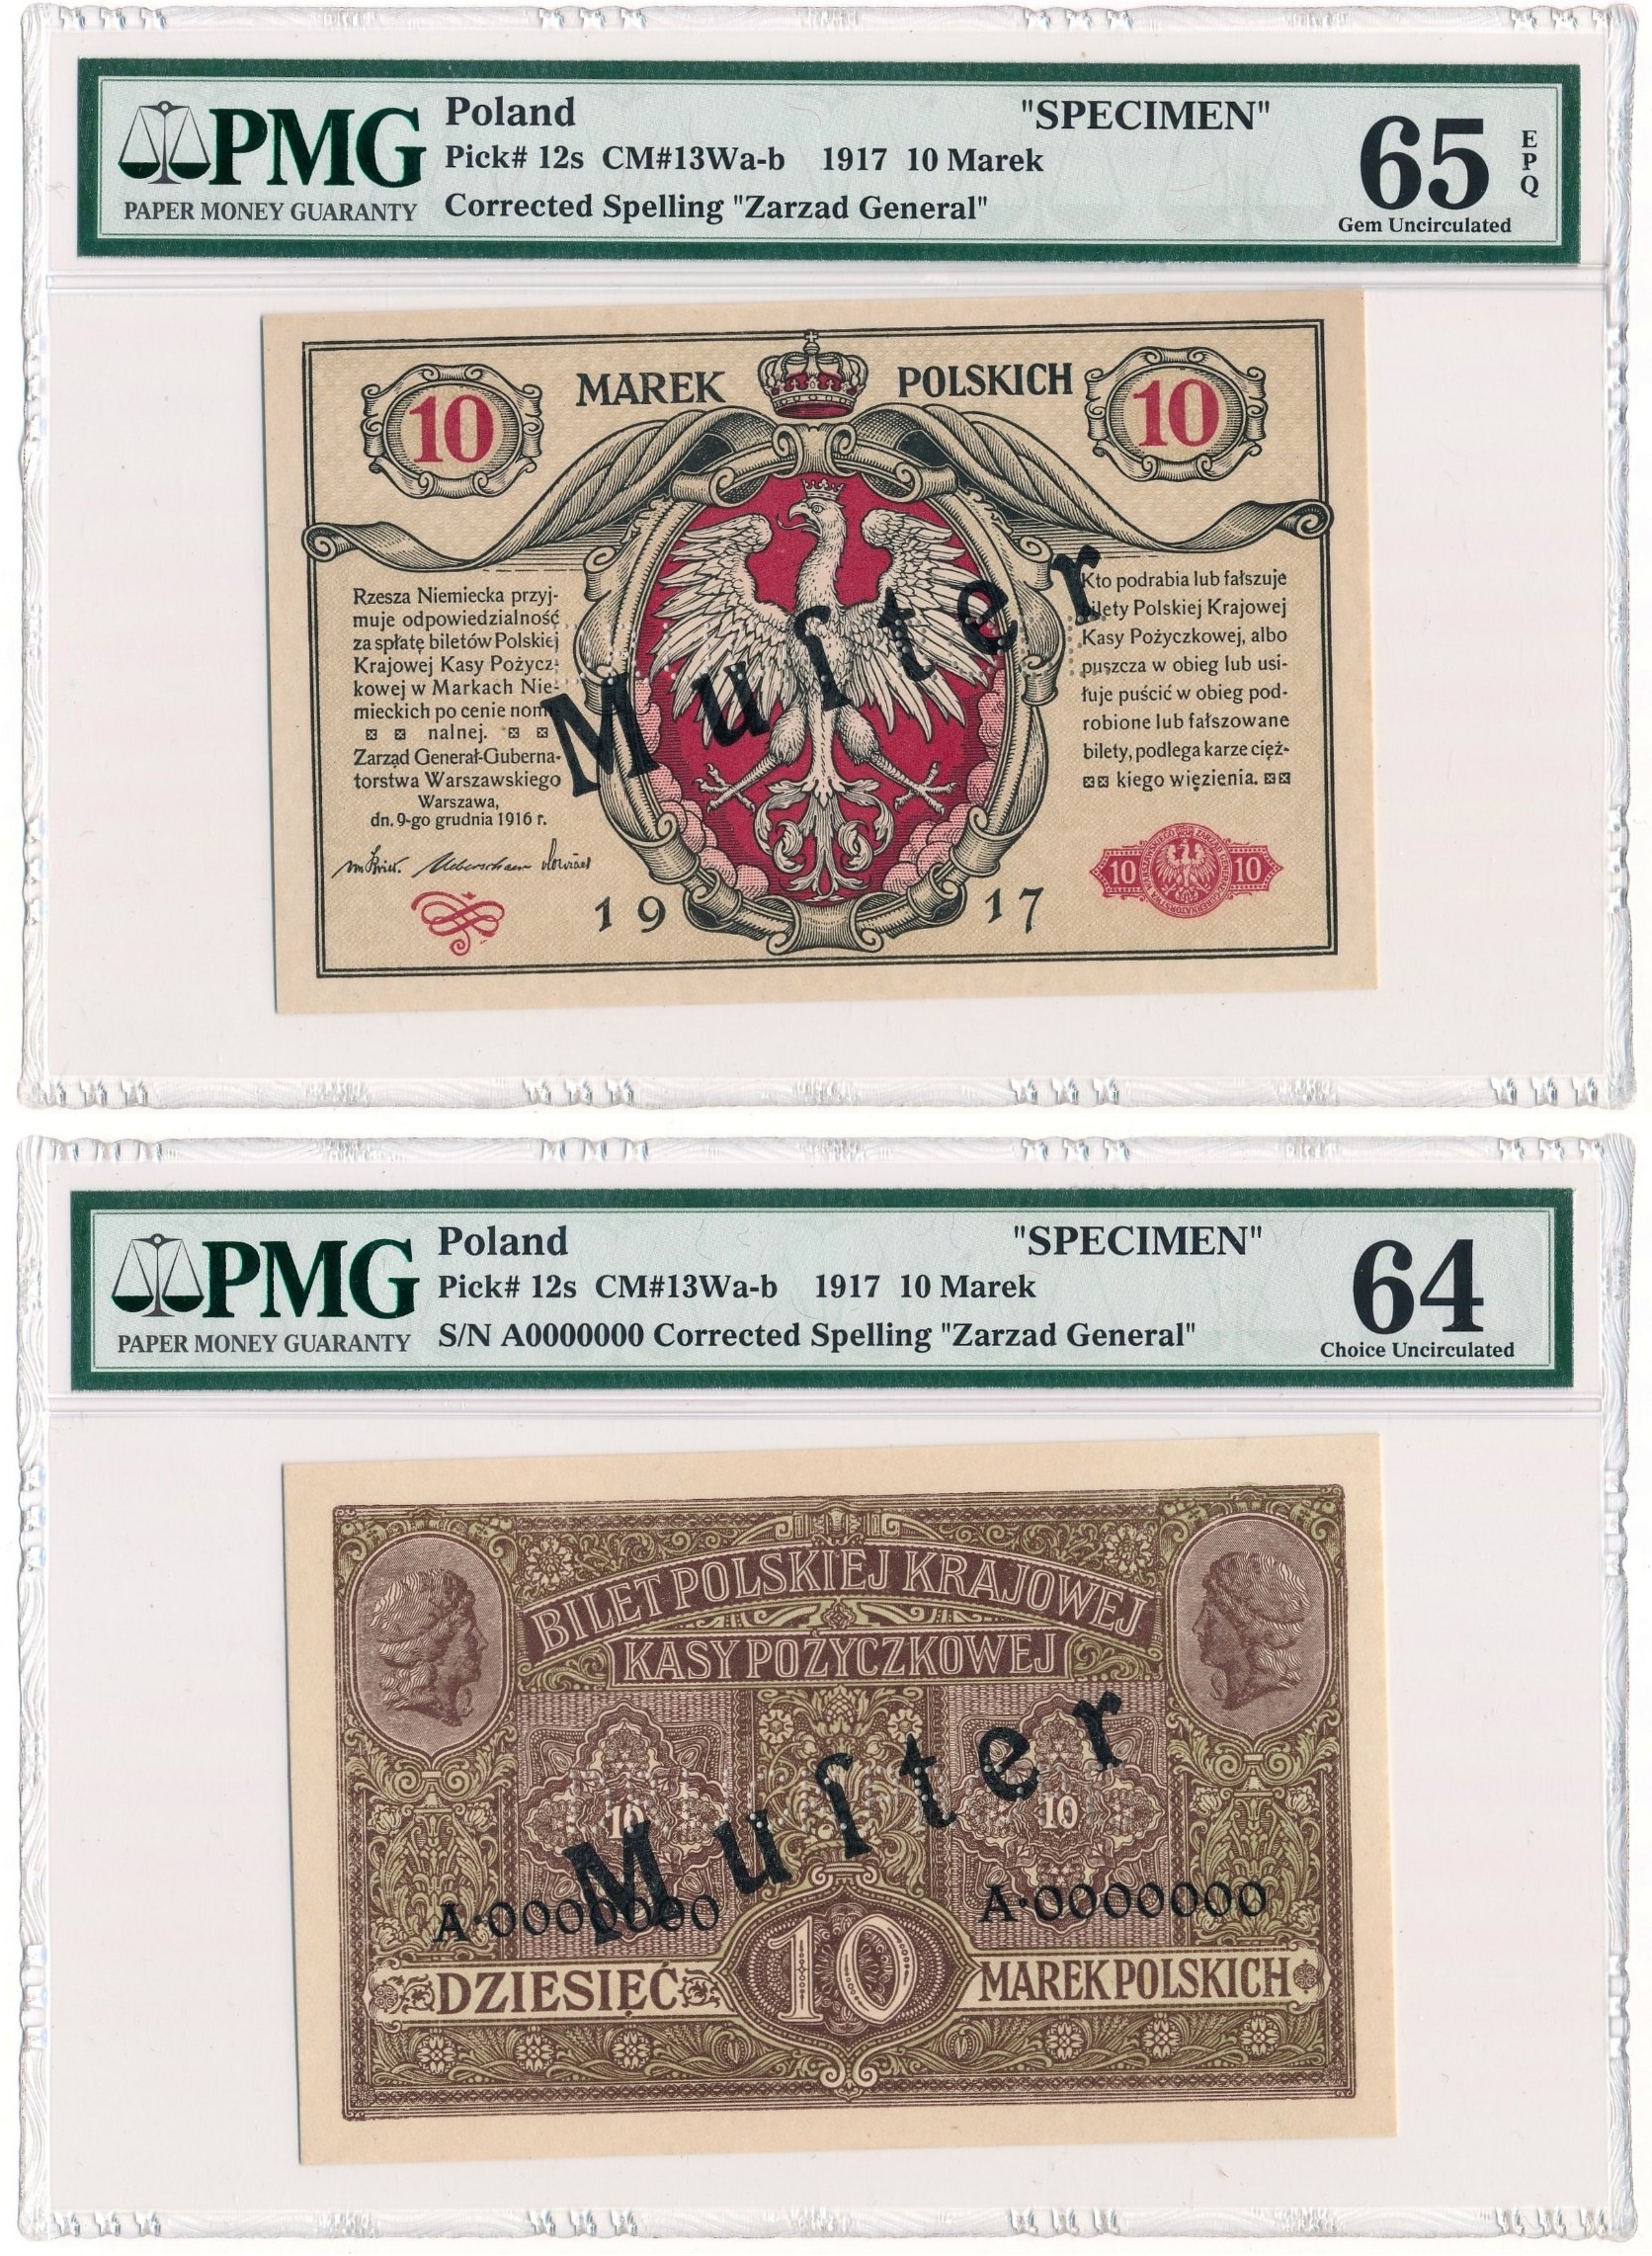 PMG
PAPER MONEY GUARANTY
Poland "SPECIMEN"
Pick# 12s CM#13Wa-b 1917 10 Marek
Corrected Spelling "Zarzad General"
65
EPQ
Gem Uncirculated
10 MAREK POLSKICH 10
Rzesza Niemiecka przyj-
muje odpowiedzialność
za spłatę biletów Polskiej
Krajowej Kasy Pożycz-
kowej w Markach Nie-
mieckich po cenie nomi-
nalnej.
Zarząd Generał-Guberna-
torstwa Warszawskiego
Warszawa,
dn. 9-go grudnia 1916 r.
Muſter
Kto podrabia lub fałszuje
bilety Polskiej Krajowej
Kasy Pożyczkowej, albo
puszcza w obieg lub usi-
łuje puścić w obieg pod-
robione lub fałszowane
bilety, podlega karze cięż-
kiego więzienia.
10 10
19 17
PMG
PAPER MONEY GUARANTY
Poland "SPECIMEN"
Pick# 12s CM#13Wa-b 1917 10 Marek
S/N A0000000 Corrected Spelling "Zarzad General"
64
Choice Uncirculated
BILET POLSKIEJ KRAJOWEJ
KASY POŻYCZKOWEJ
10 10
Muſter
A·0000000 A·0000000
DZIESIĘĆ 10 MAREK POLSKICH